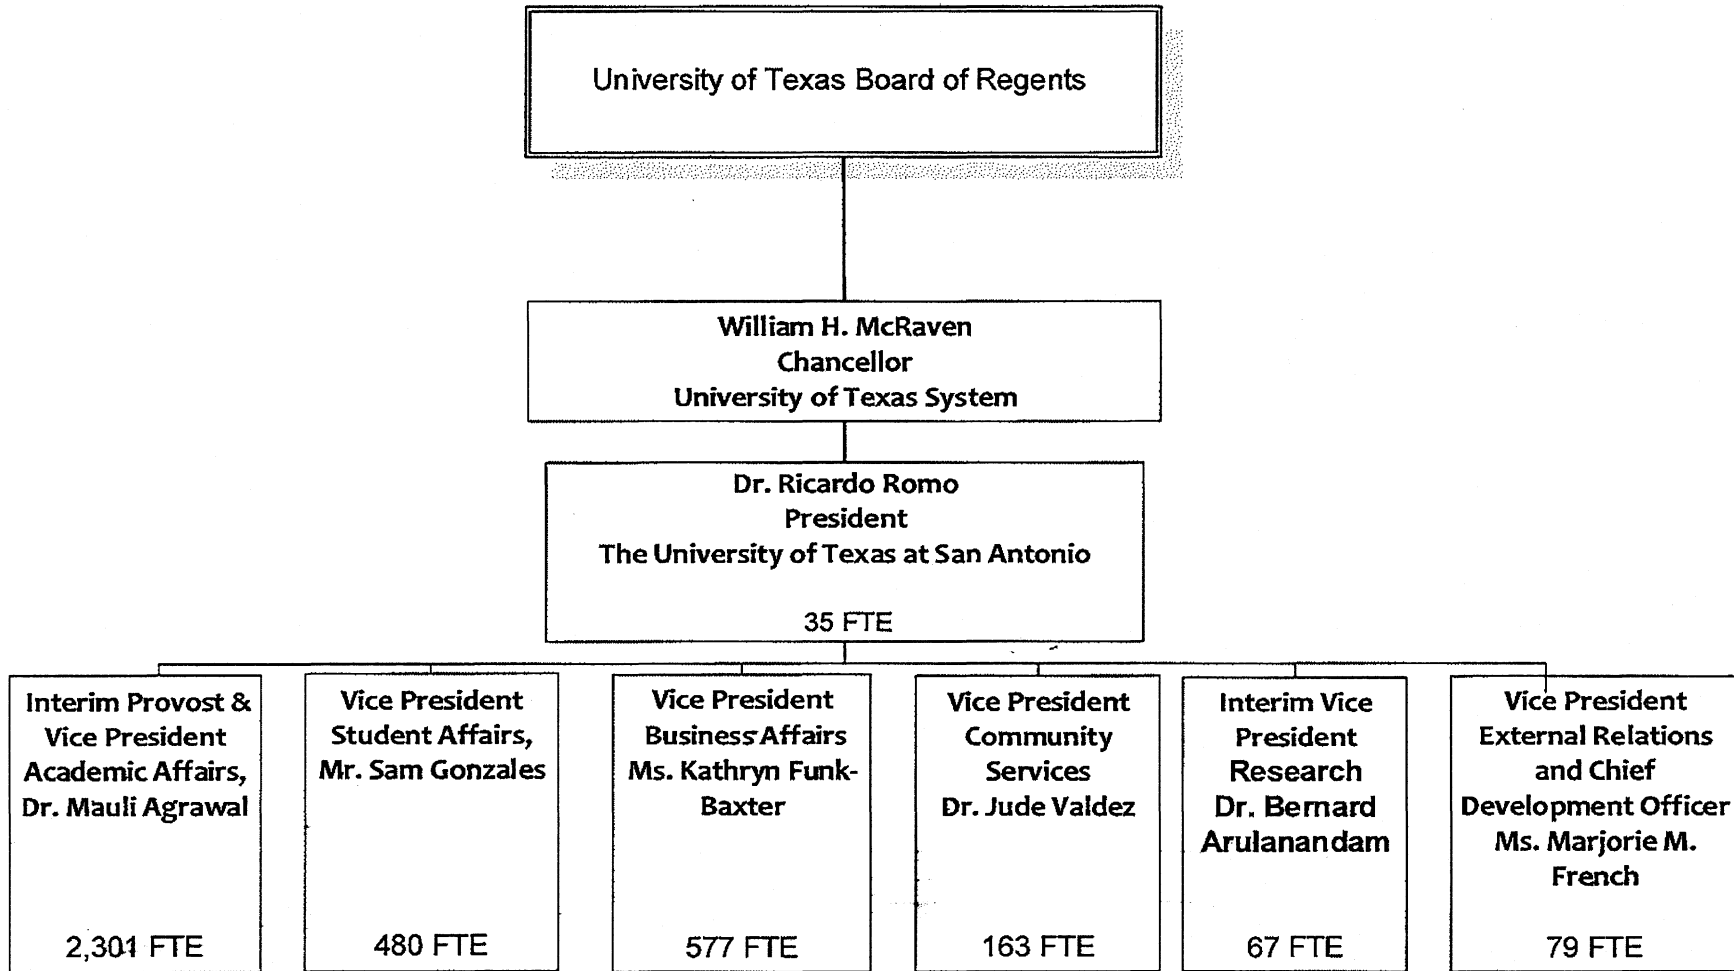 University of Texas Board of Regents
William H. McRaven
Chancellor
University of Texas System
Dr. Ricardo Romo
President
The University of Texas at San Antonio
35 FTE
Interim Provost &
Vice President
Academic Affairs,
Dr. Mauli Agrawal
2,301 FTE
Vice President
Student Affairs,
Mr. Sam Gonzales
480 FTE
Vice President
Business Affairs
Ms. Kathryn Funk-
Baxter
577 FTE
Vice President
Community
Services
Dr. Jude Valdez
163 FTE
Interim Vice
President
Research
Dr. Bernard
Arulanandam
67 FTE
Vice President
External Relations
and Chief
Development Officer
Ms. Marjorie M.
French
79 FTE